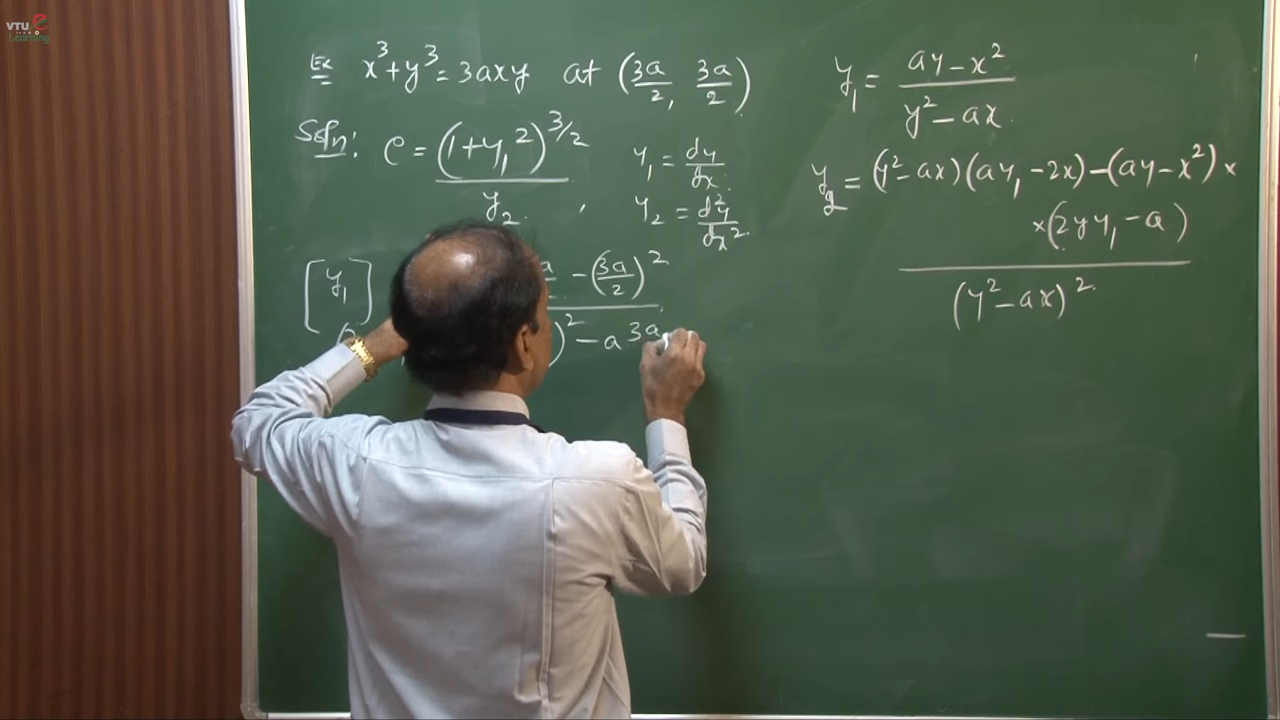 VTU e
Learning
Ex x³+y³=3axy at (3a/2, 3a/2)
Soln: ρ = (1+y₁²)^3/2 / y₂ ,
y₁ = dy/dx.
y₂ = d²y/dx².
[y₁]
a - (3a/2)²
)² - a 3a
y₁ = ay-x² / y²-ax.
y₂ = (y²-ax)(ay₁-2x)-(ay-x²)×
×(2yy₁-a)
(y²-ax)².